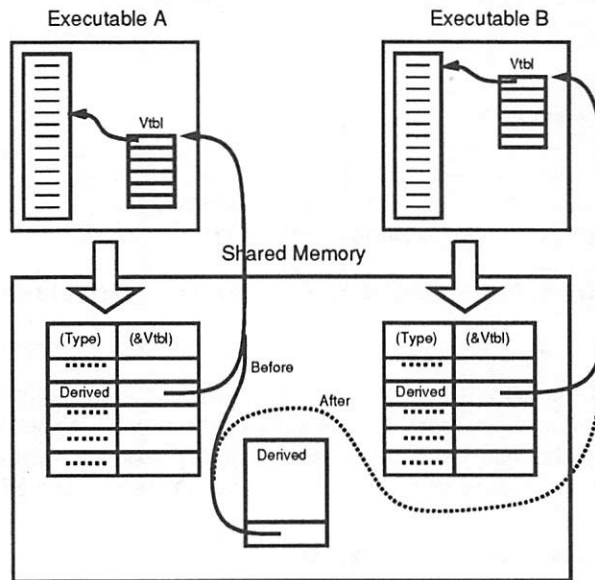 Executable A
Executable B
Vtbl
Vtbl
Shared Memory
(Type) (&Vtbl)
Derived
(Type) (&Vtbl)
Derived
Before
After
Derived